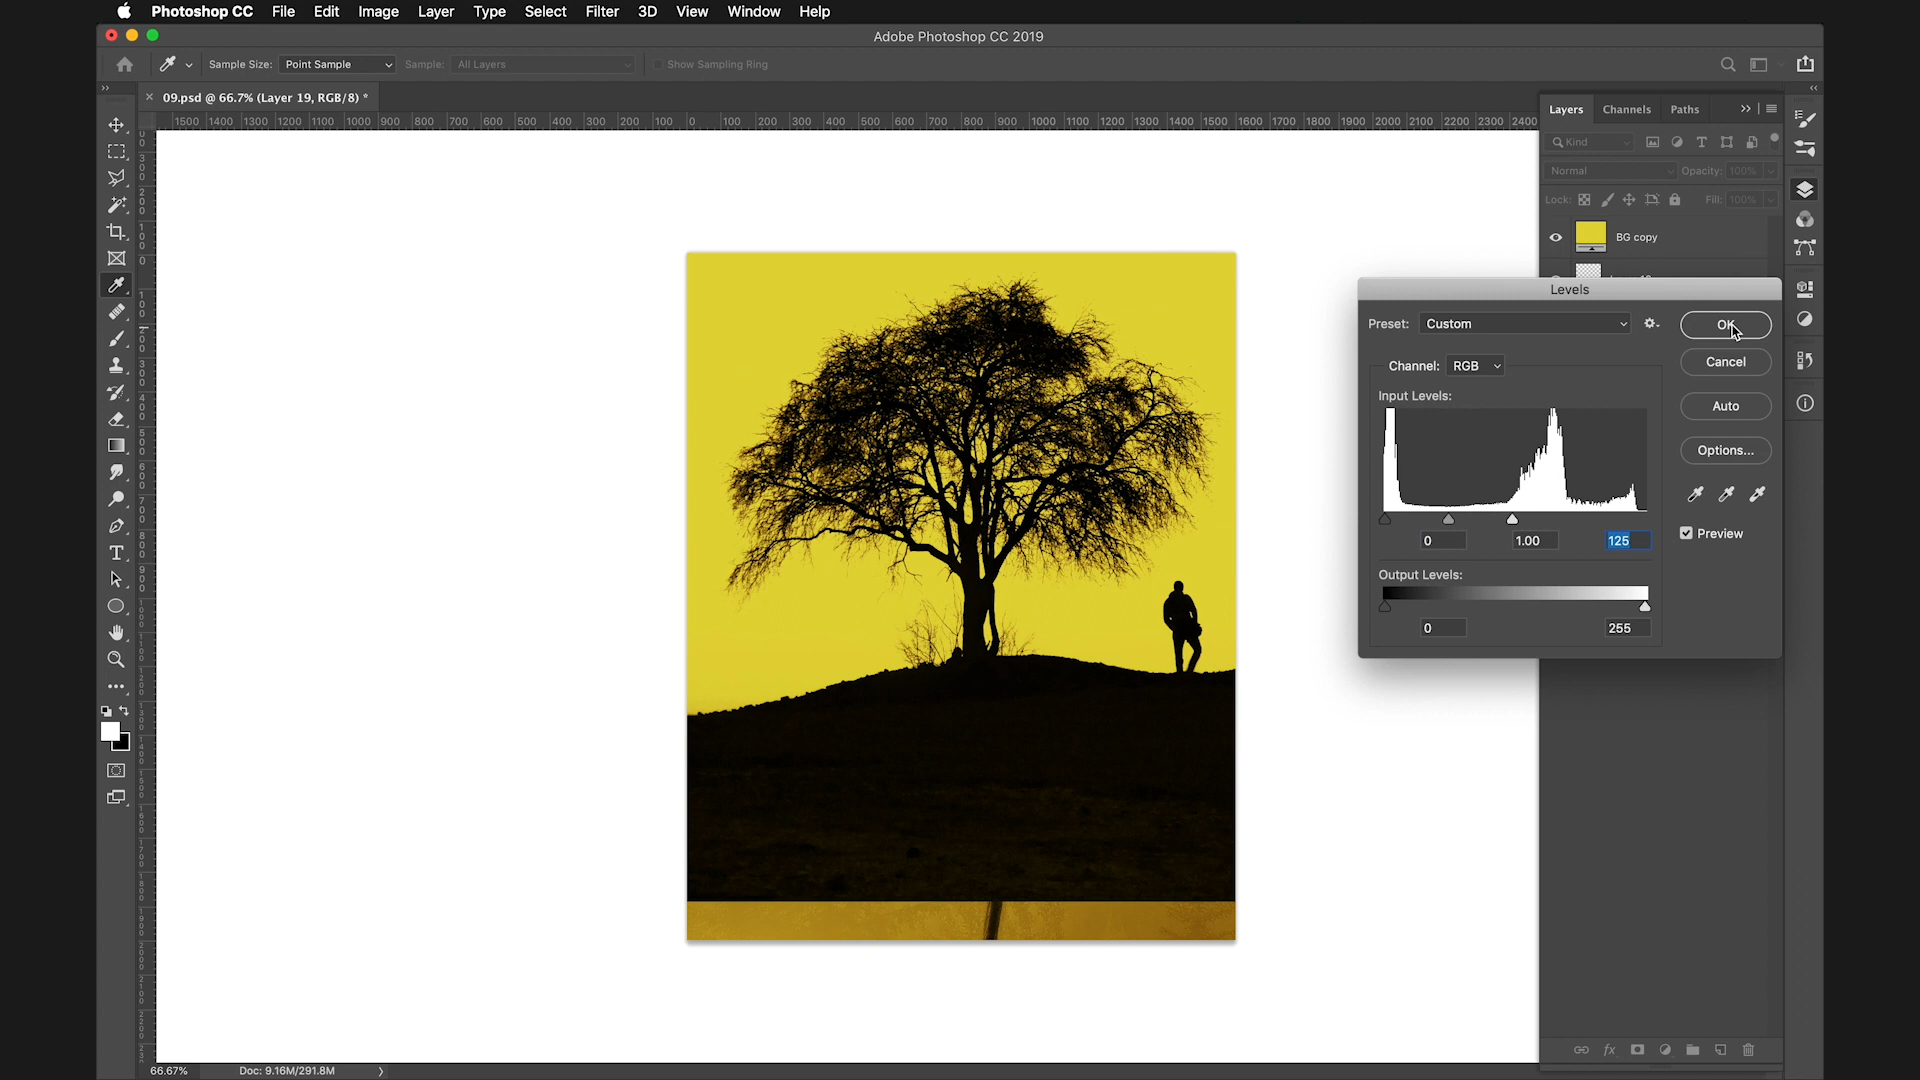 Photoshop CC File Edit Image Layer Type Select Filter 3D View Window Help
Adobe Photoshop CC 2019
Sample Size: Point Sample Sample: All Layers Show Sampling Ring
09.psd @ 66.7% (Layer 19, RGB/8) *
Layers Channels Paths
1500 1400 1300 1200 1100 1000 900 800 700 600 500 400 300 200 100 0 100 200 300 400 500 600 700 800 900 1000 1100 1200 1300 1400 1500 1600 1700 1800 1900 2000 2100 2200 2300 2400
Kind
Normal Opacity: 100%
Lock: Fill: 100%
BG copy
Levels
Preset: Custom OK
Channel: RGB Cancel
Input Levels:
Auto
Options...
Preview
0 1.00 125
Output Levels:
0 255
66.67% Doc: 9.16M/291.8M